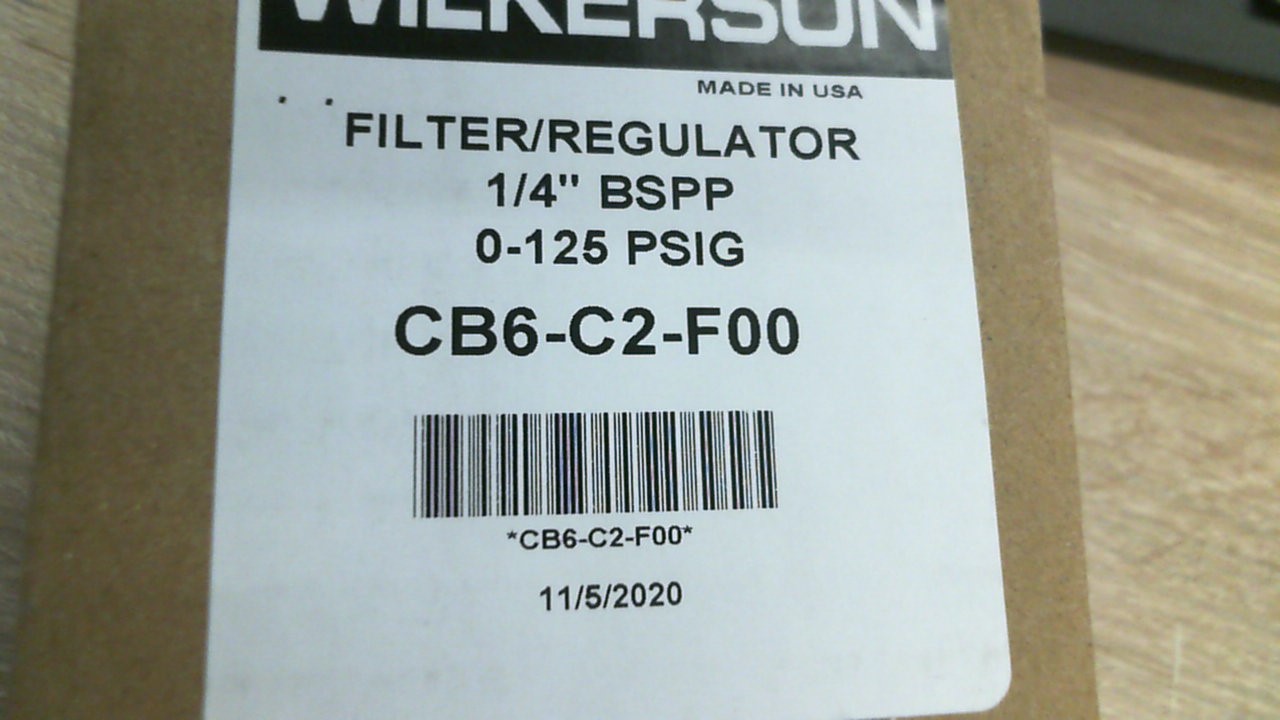 WILKERSON
MADE IN USA
FILTER/REGULATOR
1/4" BSPP
0-125 PSIG
CB6-C2-F00
*CB6-C2-F00*
11/5/2020